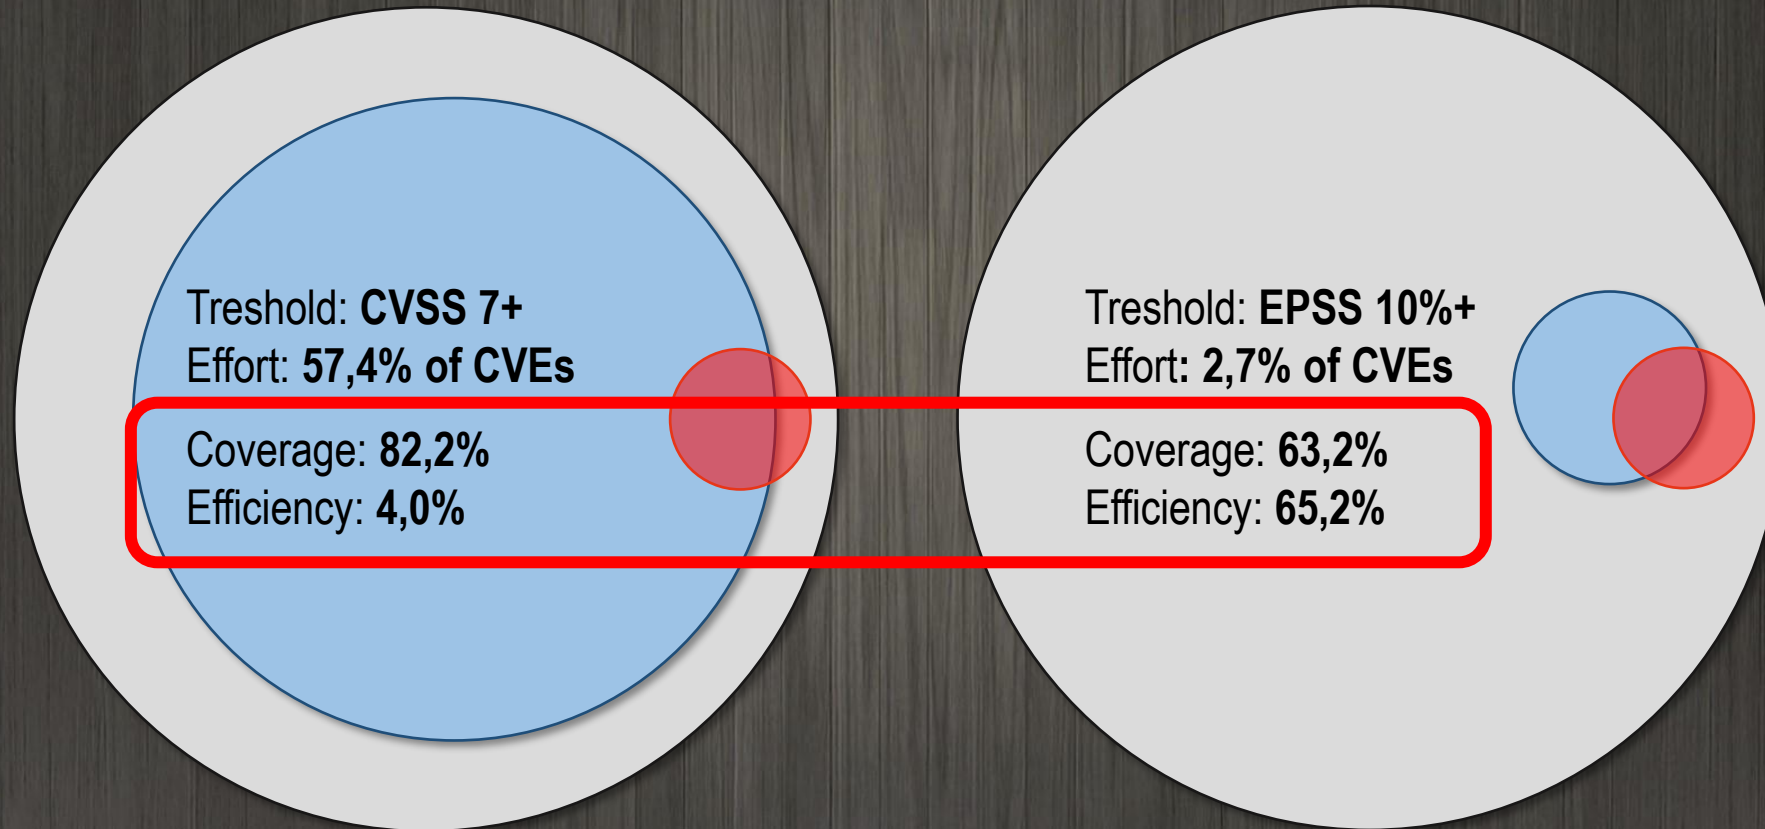 Treshold: CVSS 7+
Effort: 57,4% of CVEs
Coverage: 82,2%
Efficiency: 4,0%
Treshold: EPSS 10%+
Effort: 2,7% of CVEs
Coverage: 63,2%
Efficiency: 65,2%